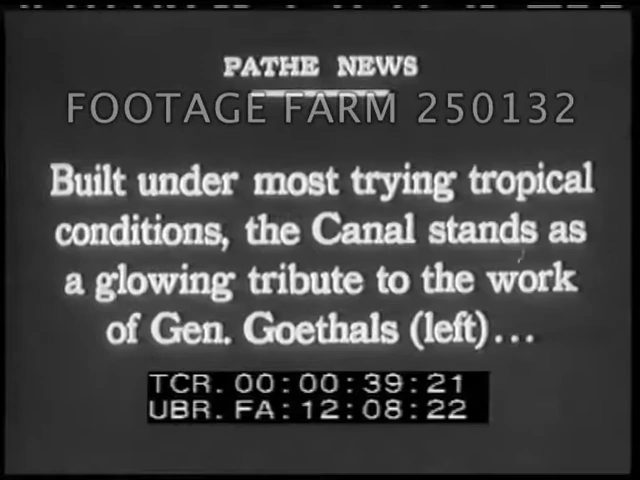 PATHE NEWS
FOOTAGE FARM 250132
Built under most trying tropical
conditions, the Canal stands as
a glowing tribute to the work
of Gen. Goethals (left)...
TCR. 00:00:39:21
UBR. FA:12:08:22